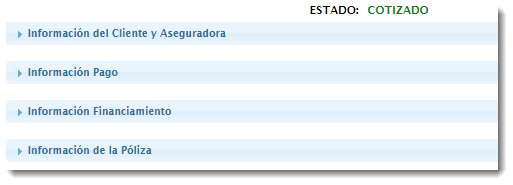 ESTADO: COTIZADO
Información del Cliente y Aseguradora
Información Pago
Información Financiamiento
Información de la Póliza